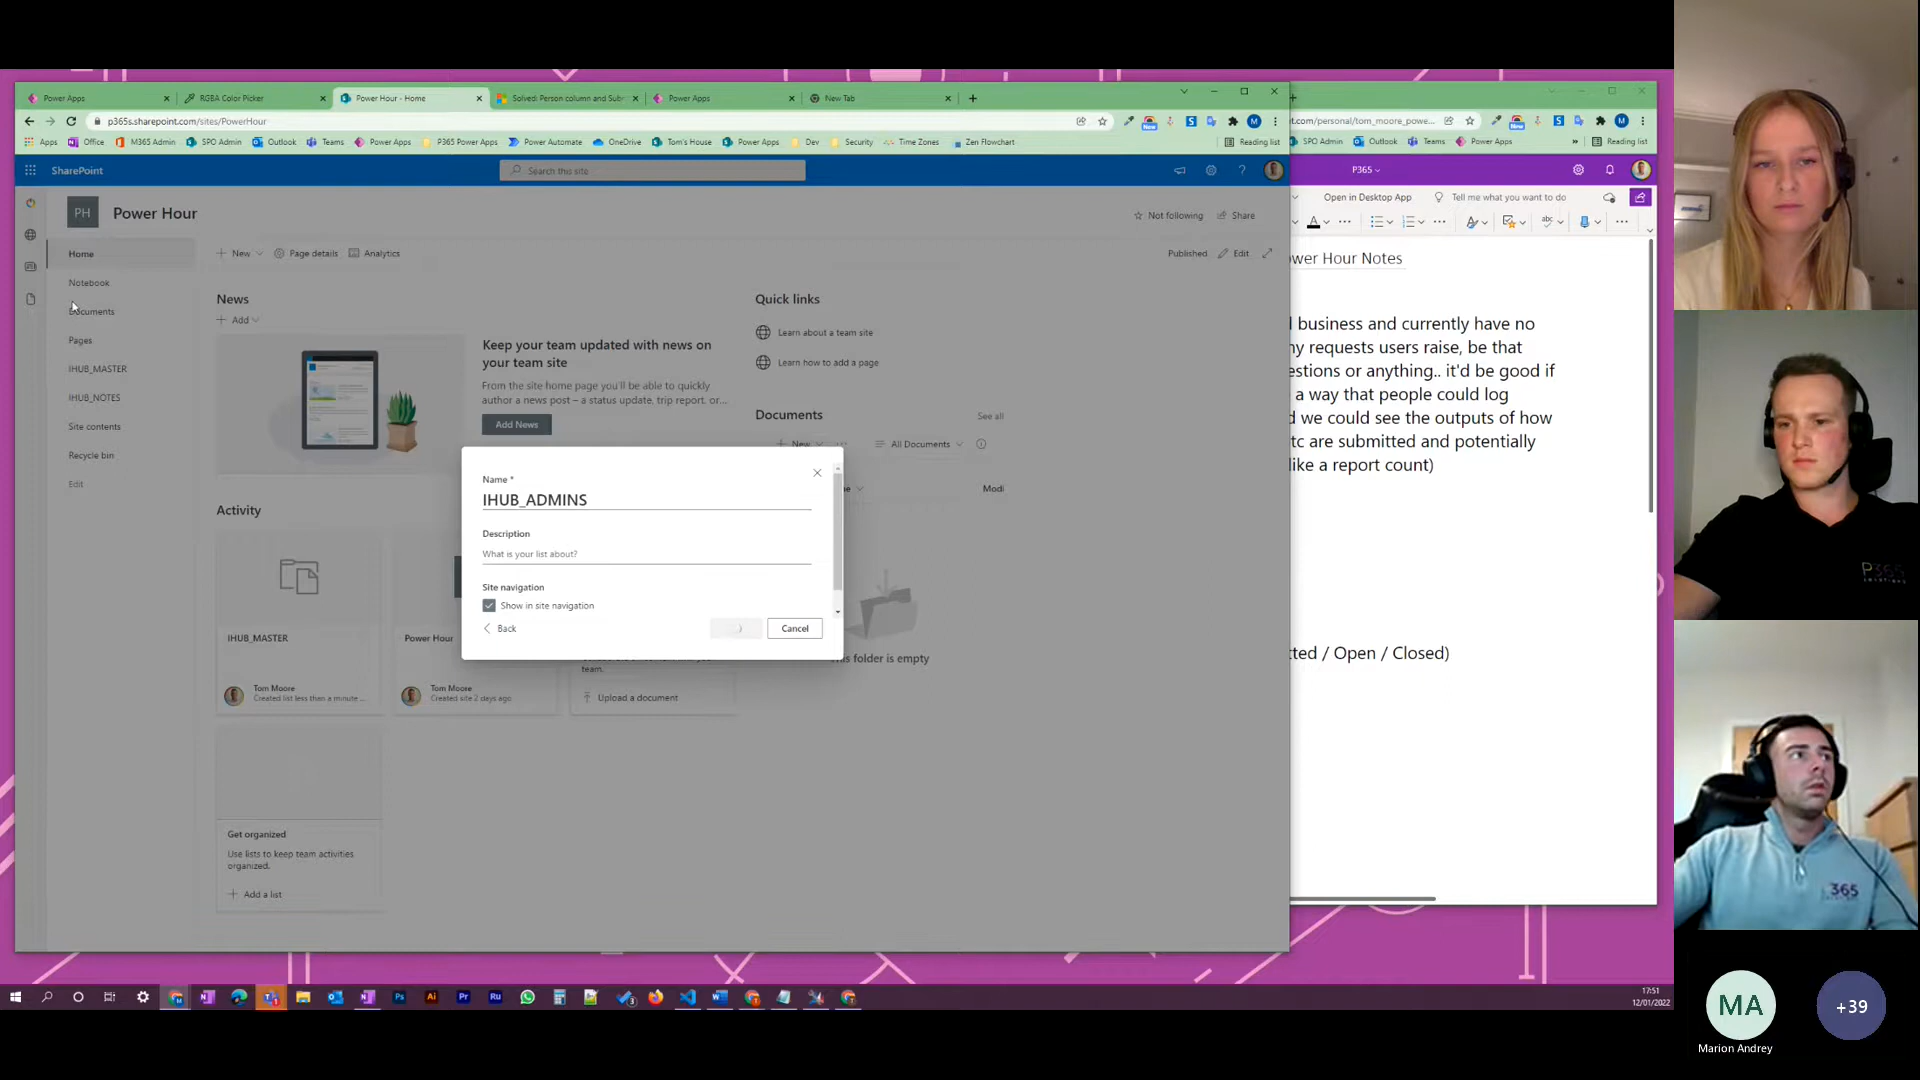 Power Apps
RGBA Color Picker
Power Hour - Home
Solved: Person column and Sub
Power Apps
New Tab
p365s.sharepoint.com/sites/PowerHour
Apps
Office
M365 Admin
SPO Admin
Outlook
Teams
Power Apps
P365 Power Apps
Power Automate
OneDrive
Tom's House
Power Apps
Dev
Security
Time Zones
Zen Flowchart
Reading list
SharePoint
Search this site
PH
Power Hour
Not following
Share
Home
Notebook
Documents
Pages
IHUB_MASTER
IHUB_NOTES
Site contents
Recycle bin
Edit
New
Page details
Analytics
Published
Edit
News
Add
Keep your team updated with news on
your team site
From the site home page you'll be able to quickly
author a news post – a status update, trip report, or...
Add News
Quick links
Learn about a team site
Learn how to add a page
Documents
See all
New
All Documents
Modi
folder is empty
Activity
IHUB_MASTER
Tom Moore
Created list less than a minute ...
Power Hour
Tom Moore
Created site 2 days ago
team.
Upload a document
Get organized
Use lists to keep team activities
organized.
Add a list
Name *
IHUB_ADMINS
Description
What is your list about?
Site navigation
Show in site navigation
Back
Cancel
t.com/personal/tom_moore_powe...
SPO Admin
Outlook
Teams
Power Apps
Reading list
P365
Open in Desktop App
Tell me what you want to do
ower Hour Notes
l business and currently have no
ny requests users raise, be that
estions or anything.. it'd be good if
a way that people could log
d we could see the outputs of how
tc are submitted and potentially
like a report count)
tted / Open / Closed)
17:51
12/01/2022
P365
365
MA
+39
Marion Andrey